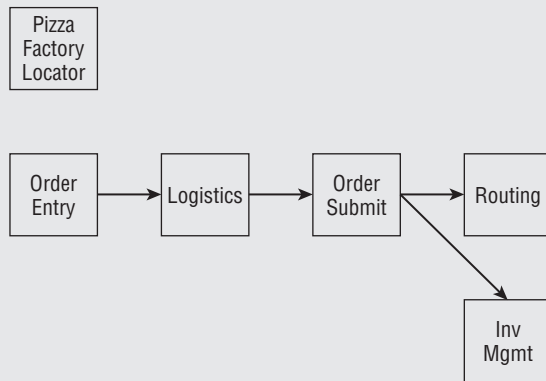 Pizza
Factory
Locator
Order
Entry
Logistics
Order
Submit
Routing
Inv
Mgmt